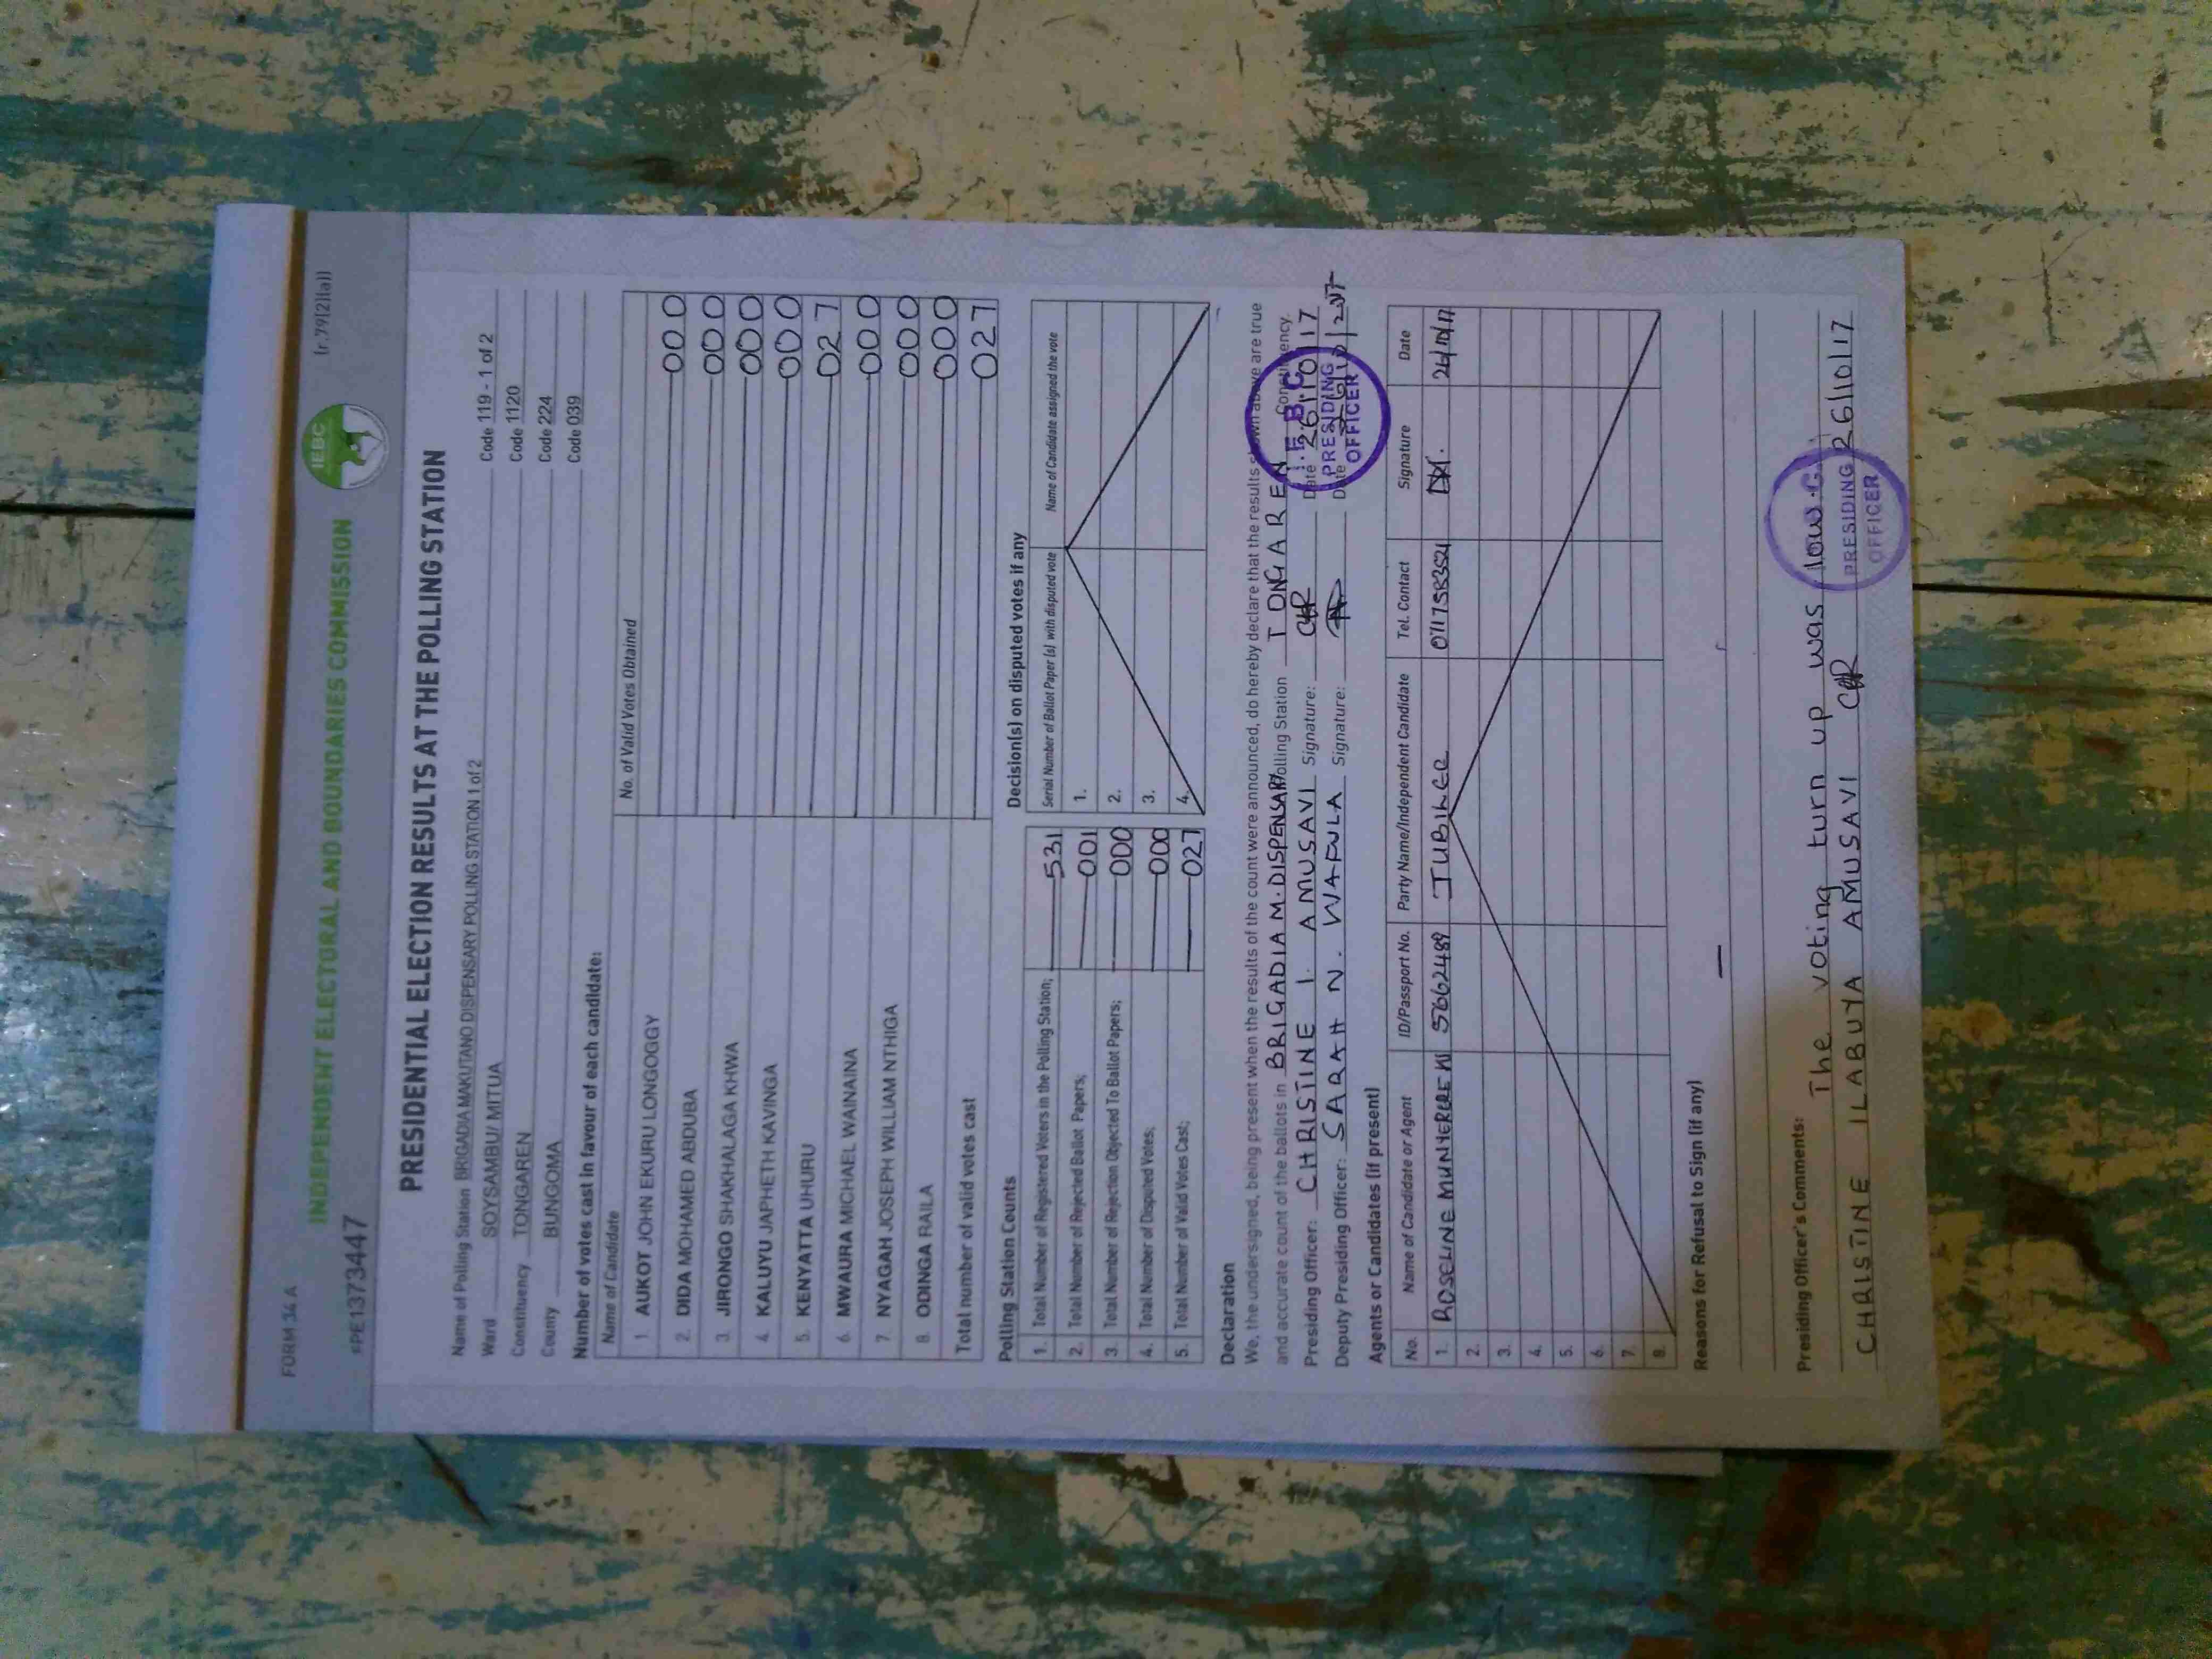 FORM 34A (r.79(2)(a))
INDEPENDENT ELECTORAL AND BOUNDARIES COMMISSION
IEBC
PE1373447
PRESIDENTIAL ELECTION RESULTS AT THE POLLING STATION
Name of Polling Station BRIGADIA MAKUTANO DISPENSARY POLLING STATION 1 of 2 Code 119 - 1 of 2
Ward SOYSAMBU/ MITUA Code 1120
Constituency TONGAREN Code 224
County BUNGOMA Code 039
Number of votes cast in favour of each candidate:
Name of Candidate No. of Valid Votes Obtained
1. AUKOT JOHN EKURU LONGOGGY 000
2. DIDA MOHAMED ABDUBA 000
3. JIRONGO SHAKHALAGA KHWA 000
4. KALUYU JAPHETH KAVINGA 000
5. KENYATTA UHURU 027
6. MWAURA MICHAEL WAINAINA 000
7. NYAGAH JOSEPH WILLIAM NTHIGA 000
8. ODINGA RAILA 000
Total number of valid votes cast 027
Polling Station Counts
1. Total Number of Registered Voters in the Polling Station; 531
2. Total Number of Rejected Ballot Papers; 001
3. Total Number of Rejection Objected To Ballot Papers; 000
4. Total Number of Disputed Votes; 000
5. Total Number of Valid Votes Cast; 027
Decision(s) on disputed votes if any
Serial Number of Ballot Paper (s) with disputed vote Name of Candidate assigned the vote
1.
2.
3.
4.
Declaration
We, the undersigned, being present when the results of the count were announced, do hereby declare that the results shown above are true
and accurate count of the ballots in BRIGADIA M. DISPENSARY Polling Station TONGAREN Constituency.
Presiding Officer: CHRISTINE I. AMUSAVI Signature: Date 26/10/17
Deputy Presiding Officer: SARAH N. WAFULA Signature: Date
I.E.B.C
PRESIDING
OFFICER
Agents or Candidates (if present)
No. Name of Candidate or Agent ID/Passport No. Party Name/Independent Candidate Tel. Contact Signature Date
1. ROSELINE JUBILEE 26/10/17
2.
3.
4.
5.
6.
7.
8.
Reasons for Refusal to Sign (if any)
Presiding Officer's Comments:
The voting turn up was low.
CHRISTINE ILABUYA AMUSAVI 26/10/17
PRESIDING
OFFICER